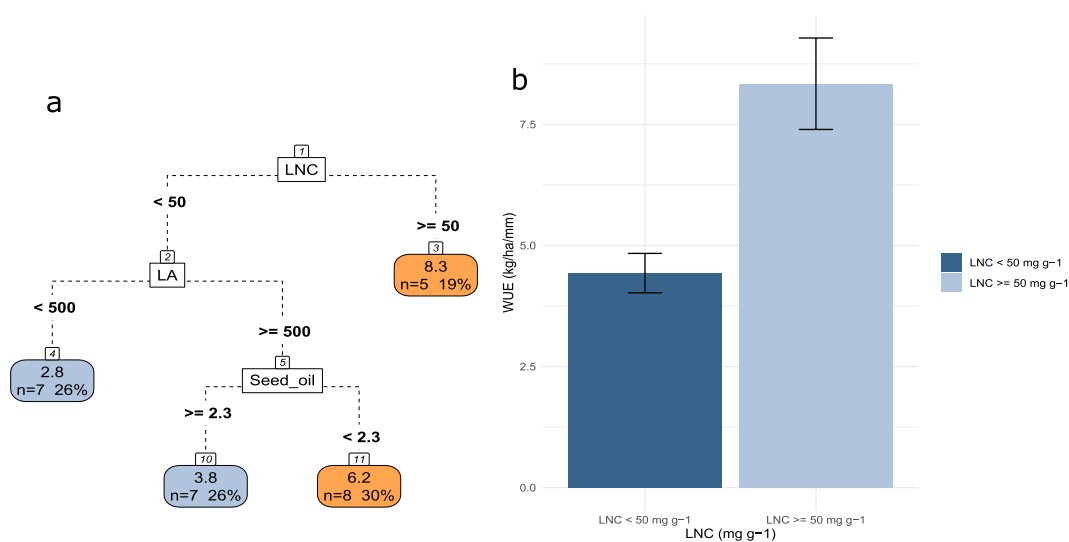 a
1
LNC
< 50
>= 50
2
LA
3
8.3
n=5 19%
< 500
>= 500
4
2.8
n=7 26%
5
Seed_oil
>= 2.3
< 2.3
10
3.8
n=7 26%
11
6.2
n=8 30%
b
WUE (kg/ha/mm)
7.5
5.0
2.5
0.0
LNC < 50 mg g−1
LNC >= 50 mg g−1
LNC (mg g−1)
LNC < 50 mg g−1
LNC >= 50 mg g−1